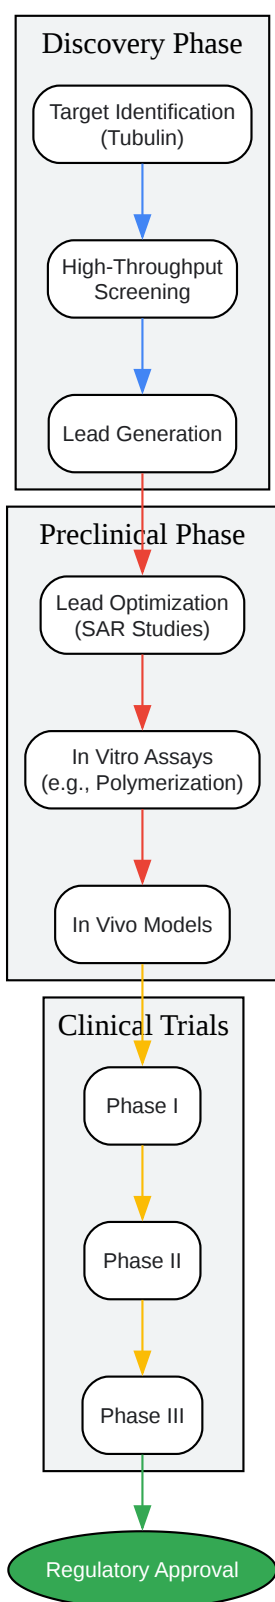 Discovery Phase
Target Identification
(Tubulin)
High-Throughput
Screening
Lead Generation
Preclinical Phase
Lead Optimization
(SAR Studies)
In Vitro Assays
(e.g., Polymerization)
In Vivo Models
Clinical Trials
Phase I
Phase II
Phase III
Regulatory Approval